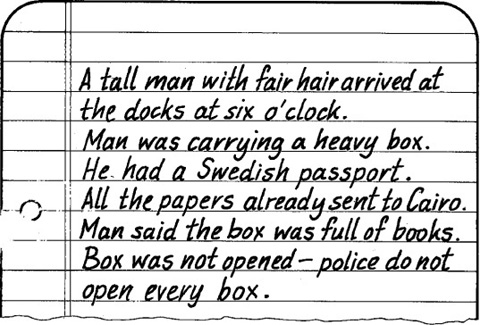 A tall man with fair hair arrived at
the docks at six o'clock.
Man was carrying a heavy box.
He had a Swedish passport.
All the papers already sent to Cairo.
Man said the box was full of books.
Box was not opened – police do not
open every box.